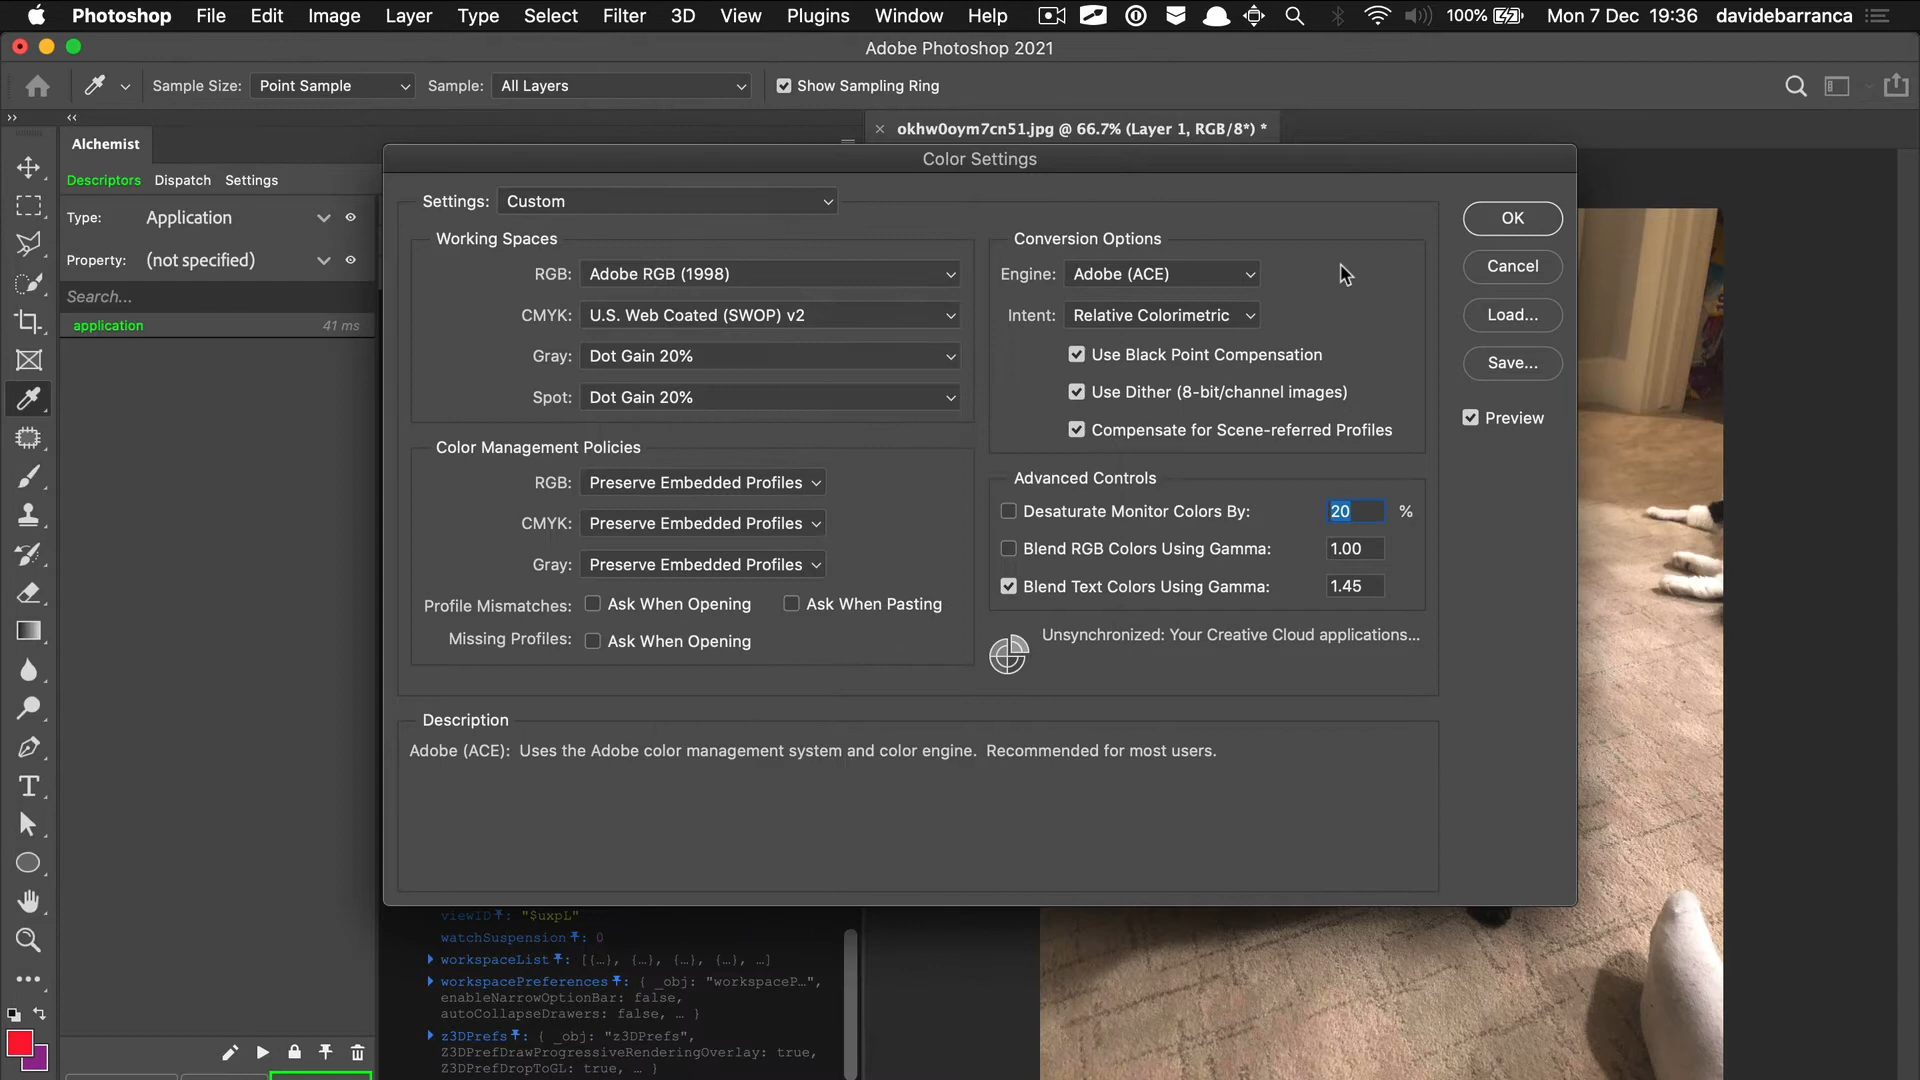 Photoshop File Edit Image Layer Type Select Filter 3D View Plugins Window Help 100% Mon 7 Dec 19:36 davidebarranca
Adobe Photoshop 2021
Sample Size: Point Sample Sample: All Layers Show Sampling Ring
okhw0oym7cn51.jpg @ 66.7% (Layer 1, RGB/8*) *
Alchemist
Descriptors Dispatch Settings
Type: Application
Property: (not specified)
Search...
application 41 ms
Color Settings
Settings: Custom
Working Spaces
RGB: Adobe RGB (1998)
CMYK: U.S. Web Coated (SWOP) v2
Gray: Dot Gain 20%
Spot: Dot Gain 20%
Color Management Policies
RGB: Preserve Embedded Profiles
CMYK: Preserve Embedded Profiles
Gray: Preserve Embedded Profiles
Profile Mismatches: Ask When Opening Ask When Pasting
Missing Profiles: Ask When Opening
Conversion Options
Engine: Adobe (ACE)
Intent: Relative Colorimetric
Use Black Point Compensation
Use Dither (8-bit/channel images)
Compensate for Scene-referred Profiles
Advanced Controls
Desaturate Monitor Colors By: 20 %
Blend RGB Colors Using Gamma: 1.00
Blend Text Colors Using Gamma: 1.45
Unsynchronized: Your Creative Cloud applications...
OK
Cancel
Load...
Save...
Preview
Description
Adobe (ACE): Uses the Adobe color management system and color engine. Recommended for most users.
viewID: "$uxpL"
watchSuspension: 0
workspaceList: [{…}, {…}, {…}, {…}, …]
workspacePreferences: { _obj: "workspaceP…",
enableNarrowOptionBar: false,
autoCollapseDrawers: false, … }
z3DPrefs: { _obj: "z3DPrefs",
Z3DPrefDrawProgressiveRenderingOverlay: true,
Z3DPrefDropToGL: true, … }